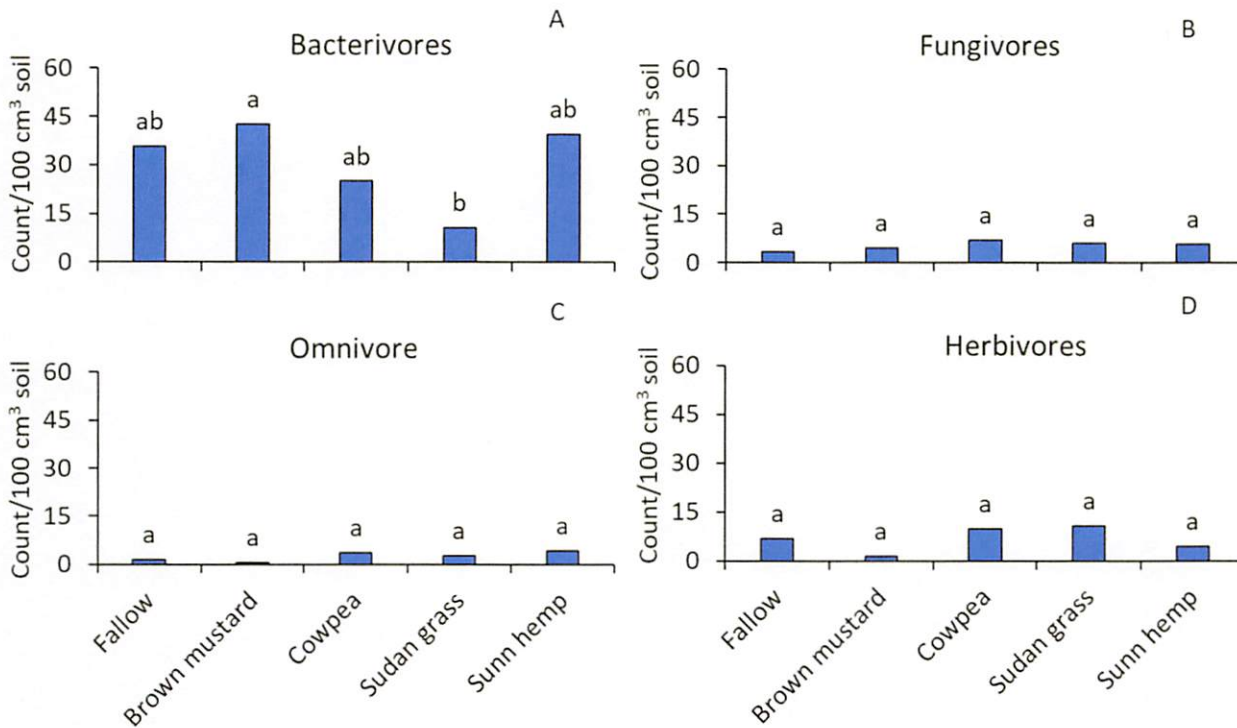 A
Bacterivores
Count/100 cm³ soil
60
45
30
15
0
ab
a
ab
b
ab
B
Fungivores
Count/100 cm³ soil
60
45
30
15
0
a
a
a
a
a
C
Omnivore
Count/100 cm³ soil
60
45
30
15
0
a
a
a
a
a
Fallow
Brown mustard
Cowpea
Sudan grass
Sunn hemp
D
Herbivores
Count/100 cm³ soil
60
45
30
15
0
a
a
a
a
a
Fallow
Brown mustard
Cowpea
Sudan grass
Sunn hemp